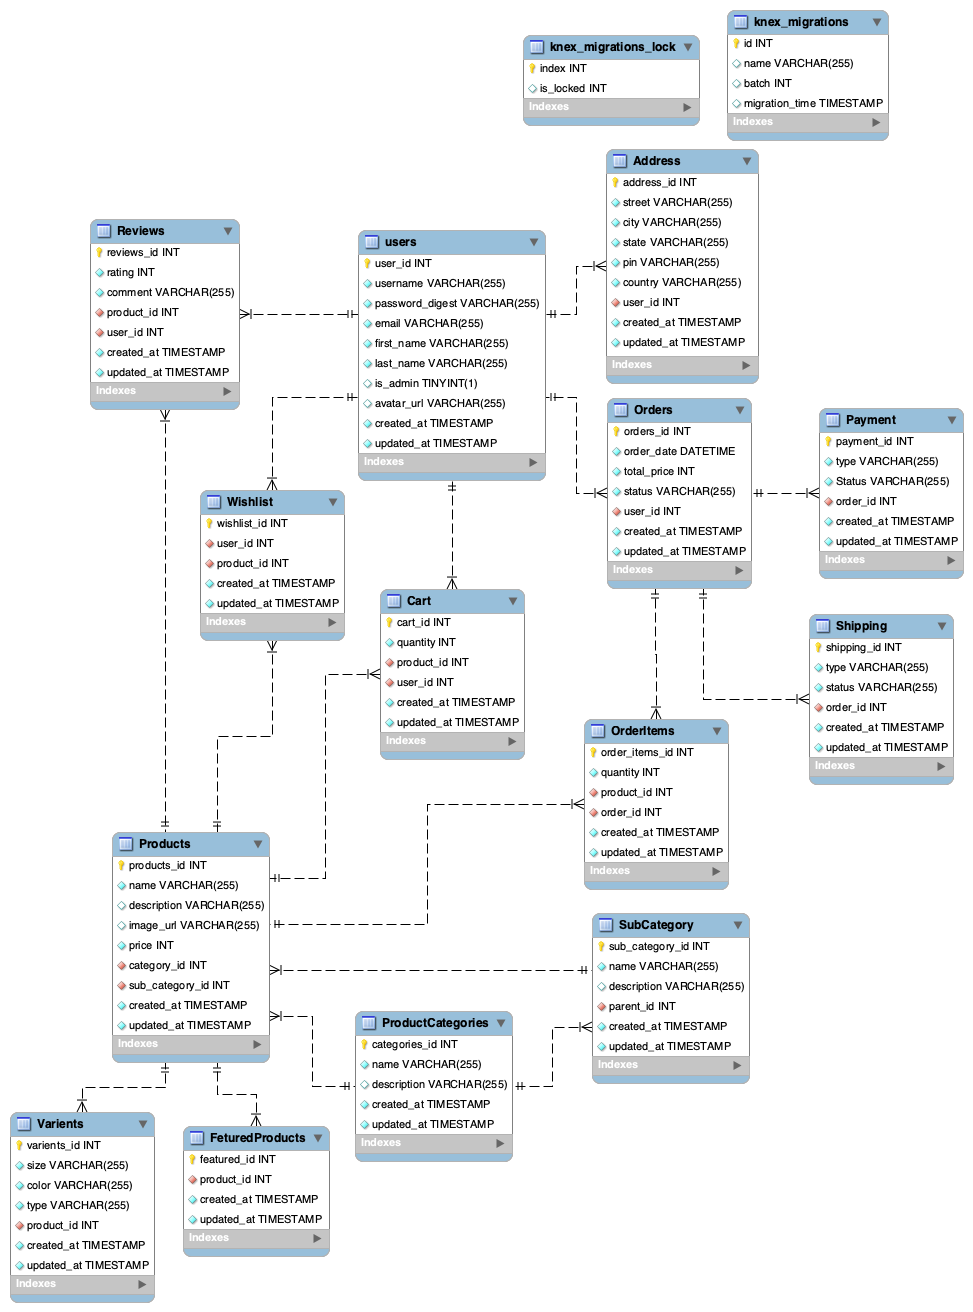 knex_migrations_lock
index INT
is_locked INT
Indexes
knex_migrations
id INT
name VARCHAR(255)
batch INT
migration_time TIMESTAMP
Indexes
Address
address_id INT
street VARCHAR(255)
city VARCHAR(255)
state VARCHAR(255)
pin VARCHAR(255)
country VARCHAR(255)
user_id INT
created_at TIMESTAMP
updated_at TIMESTAMP
Indexes
Reviews
reviews_id INT
rating INT
comment VARCHAR(255)
product_id INT
user_id INT
created_at TIMESTAMP
updated_at TIMESTAMP
Indexes
users
user_id INT
username VARCHAR(255)
password_digest VARCHAR(255)
email VARCHAR(255)
first_name VARCHAR(255)
last_name VARCHAR(255)
is_admin TINYINT(1)
avatar_url VARCHAR(255)
created_at TIMESTAMP
updated_at TIMESTAMP
Indexes
Orders
orders_id INT
order_date DATETIME
total_price INT
status VARCHAR(255)
user_id INT
created_at TIMESTAMP
updated_at TIMESTAMP
Indexes
Payment
payment_id INT
type VARCHAR(255)
Status VARCHAR(255)
order_id INT
created_at TIMESTAMP
updated_at TIMESTAMP
Indexes
Wishlist
wishlist_id INT
user_id INT
product_id INT
created_at TIMESTAMP
updated_at TIMESTAMP
Indexes
Cart
cart_id INT
quantity INT
product_id INT
user_id INT
created_at TIMESTAMP
updated_at TIMESTAMP
Indexes
Shipping
shipping_id INT
type VARCHAR(255)
status VARCHAR(255)
order_id INT
created_at TIMESTAMP
updated_at TIMESTAMP
Indexes
OrderItems
order_items_id INT
quantity INT
product_id INT
order_id INT
created_at TIMESTAMP
updated_at TIMESTAMP
Indexes
Products
products_id INT
name VARCHAR(255)
description VARCHAR(255)
image_url VARCHAR(255)
price INT
category_id INT
sub_category_id INT
created_at TIMESTAMP
updated_at TIMESTAMP
Indexes
SubCategory
sub_category_id INT
name VARCHAR(255)
description VARCHAR(255)
parent_id INT
created_at TIMESTAMP
updated_at TIMESTAMP
Indexes
ProductCategories
categories_id INT
name VARCHAR(255)
description VARCHAR(255)
created_at TIMESTAMP
updated_at TIMESTAMP
Indexes
Varients
varients_id INT
size VARCHAR(255)
color VARCHAR(255)
type VARCHAR(255)
product_id INT
created_at TIMESTAMP
updated_at TIMESTAMP
Indexes
FeturedProducts
featured_id INT
product_id INT
created_at TIMESTAMP
updated_at TIMESTAMP
Indexes